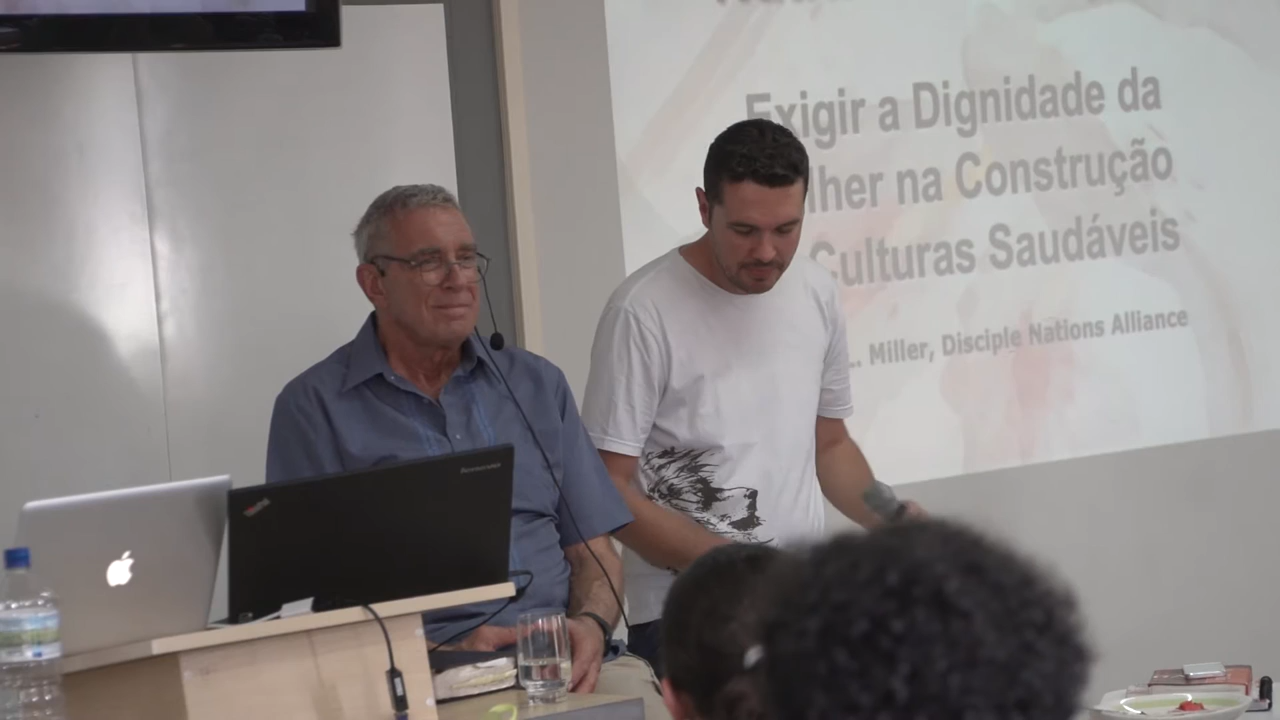 Exigir a Dignidade da
lher na Construção
Culturas Saudáveis
L. Miller, Disciple Nations Alliance